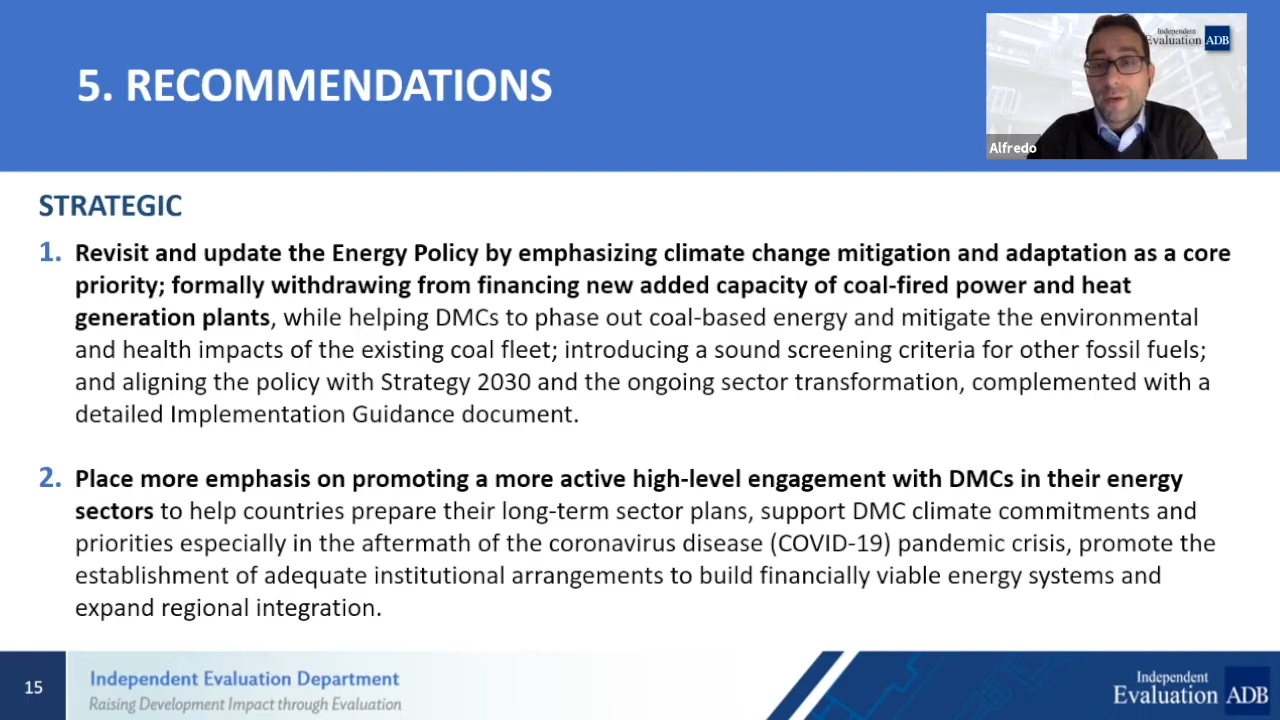 5. RECOMMENDATIONS
Independent
Evaluation ADB
Alfredo
STRATEGIC
1. Revisit and update the Energy Policy by emphasizing climate change mitigation and adaptation as a core
priority; formally withdrawing from financing new added capacity of coal-fired power and heat
generation plants, while helping DMCs to phase out coal-based energy and mitigate the environmental
and health impacts of the existing coal fleet; introducing a sound screening criteria for other fossil fuels;
and aligning the policy with Strategy 2030 and the ongoing sector transformation, complemented with a
detailed Implementation Guidance document.
2. Place more emphasis on promoting a more active high-level engagement with DMCs in their energy
sectors to help countries prepare their long-term sector plans, support DMC climate commitments and
priorities especially in the aftermath of the coronavirus disease (COVID-19) pandemic crisis, promote the
establishment of adequate institutional arrangements to build financially viable energy systems and
expand regional integration.
15
Independent Evaluation Department
Raising Development Impact through Evaluation
Independent
Evaluation ADB